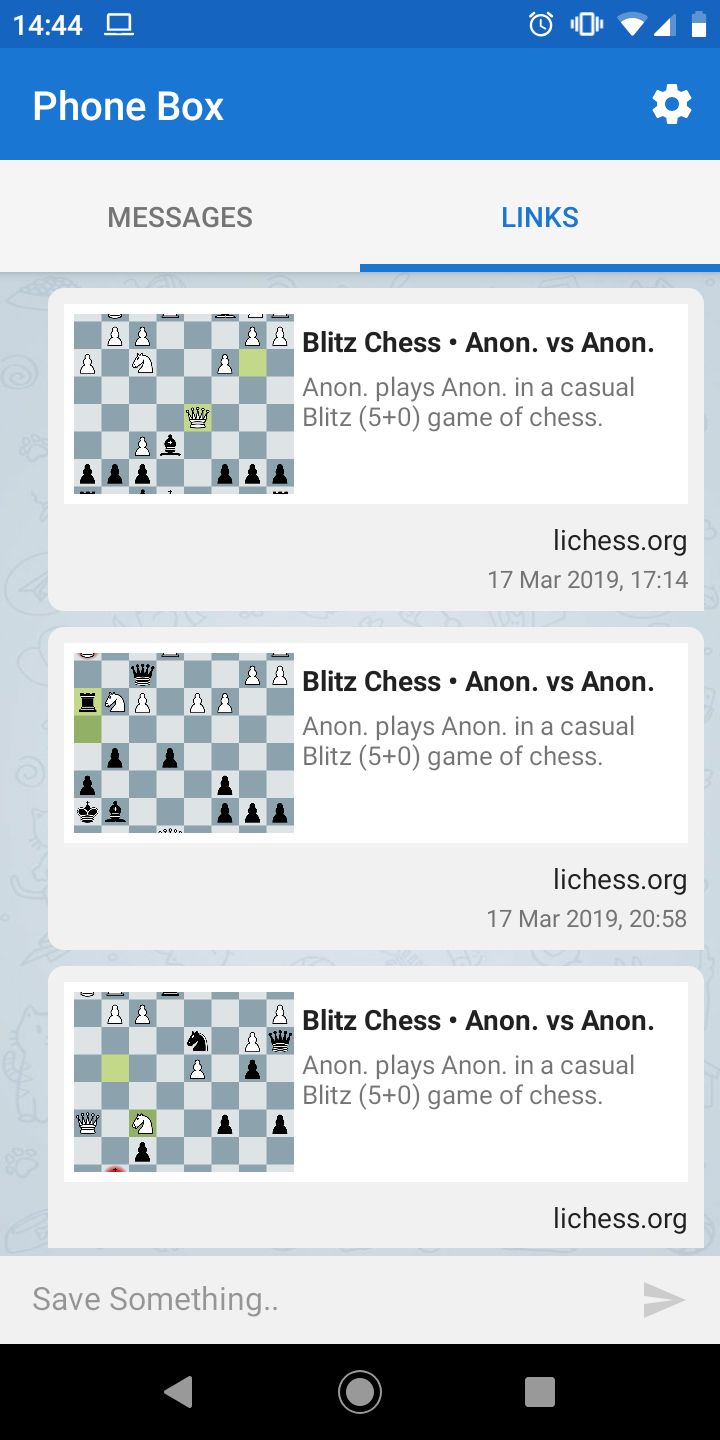 14:44
Phone Box
MESSAGES
LINKS
Blitz Chess • Anon. vs Anon.
Anon. plays Anon. in a casual
Blitz (5+0) game of chess.
lichess.org
17 Mar 2019, 17:14
Blitz Chess • Anon. vs Anon.
Anon. plays Anon. in a casual
Blitz (5+0) game of chess.
lichess.org
17 Mar 2019, 20:58
Blitz Chess • Anon. vs Anon.
Anon. plays Anon. in a casual
Blitz (5+0) game of chess.
lichess.org
Save Something..